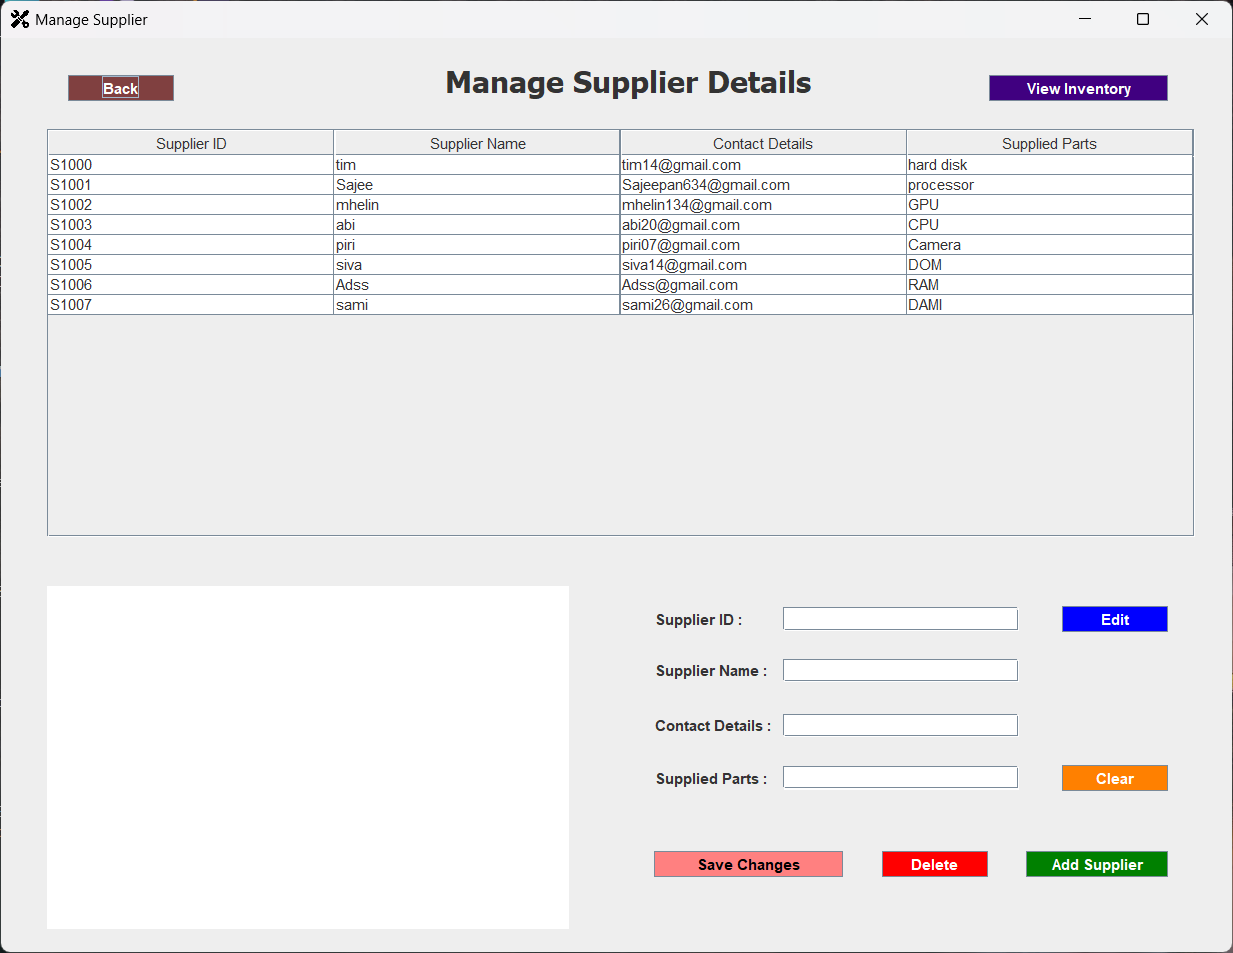 Manage Supplier
Back
Manage Supplier Details
View Inventory
Supplier ID Supplier Name Contact Details Supplied Parts
S1000 tim tim14@gmail.com hard disk
S1001 Sajee Sajeepan634@gmail.com processor
S1002 mhelin mhelin134@gmail.com GPU
S1003 abi abi20@gmail.com CPU
S1004 piri piri07@gmail.com Camera
S1005 siva siva14@gmail.com DOM
S1006 Adss Adss@gmail.com RAM
S1007 sami sami26@gmail.com DAMI
Supplier ID :
Edit
Supplier Name :
Contact Details :
Supplied Parts :
Clear
Save Changes
Delete
Add Supplier